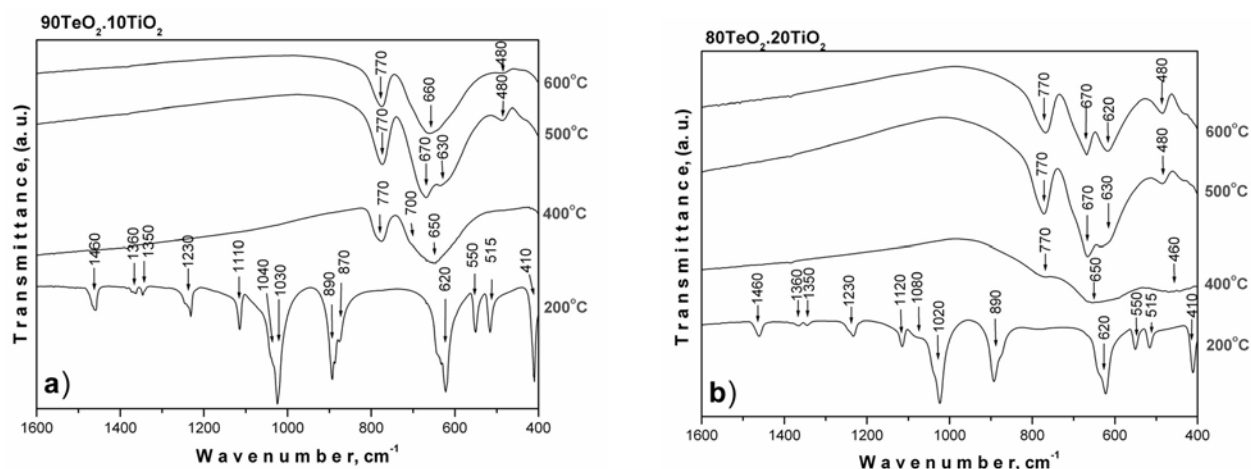 90TeO₂.10TiO₂
600°C
500°C
400°C
200°C
770
660
480
770
670
630
480
770
700
650
1460
1360
1350
1230
1110
1040
1030
890
870
620
550
515
410
a)
1600 1400 1200 1000 800 600 400
Wavenumber, cm⁻¹
Transmittance, (a. u.)
80TeO₂.20TiO₂
600°C
500°C
400°C
200°C
770
670
620
480
770
670
630
480
770
650
460
1460
1360
1350
1230
1120
1080
1020
890
620
550
515
410
b)
1600 1400 1200 1000 800 600 400
Wavenumber, cm⁻¹
Transmittance, (a. u.)